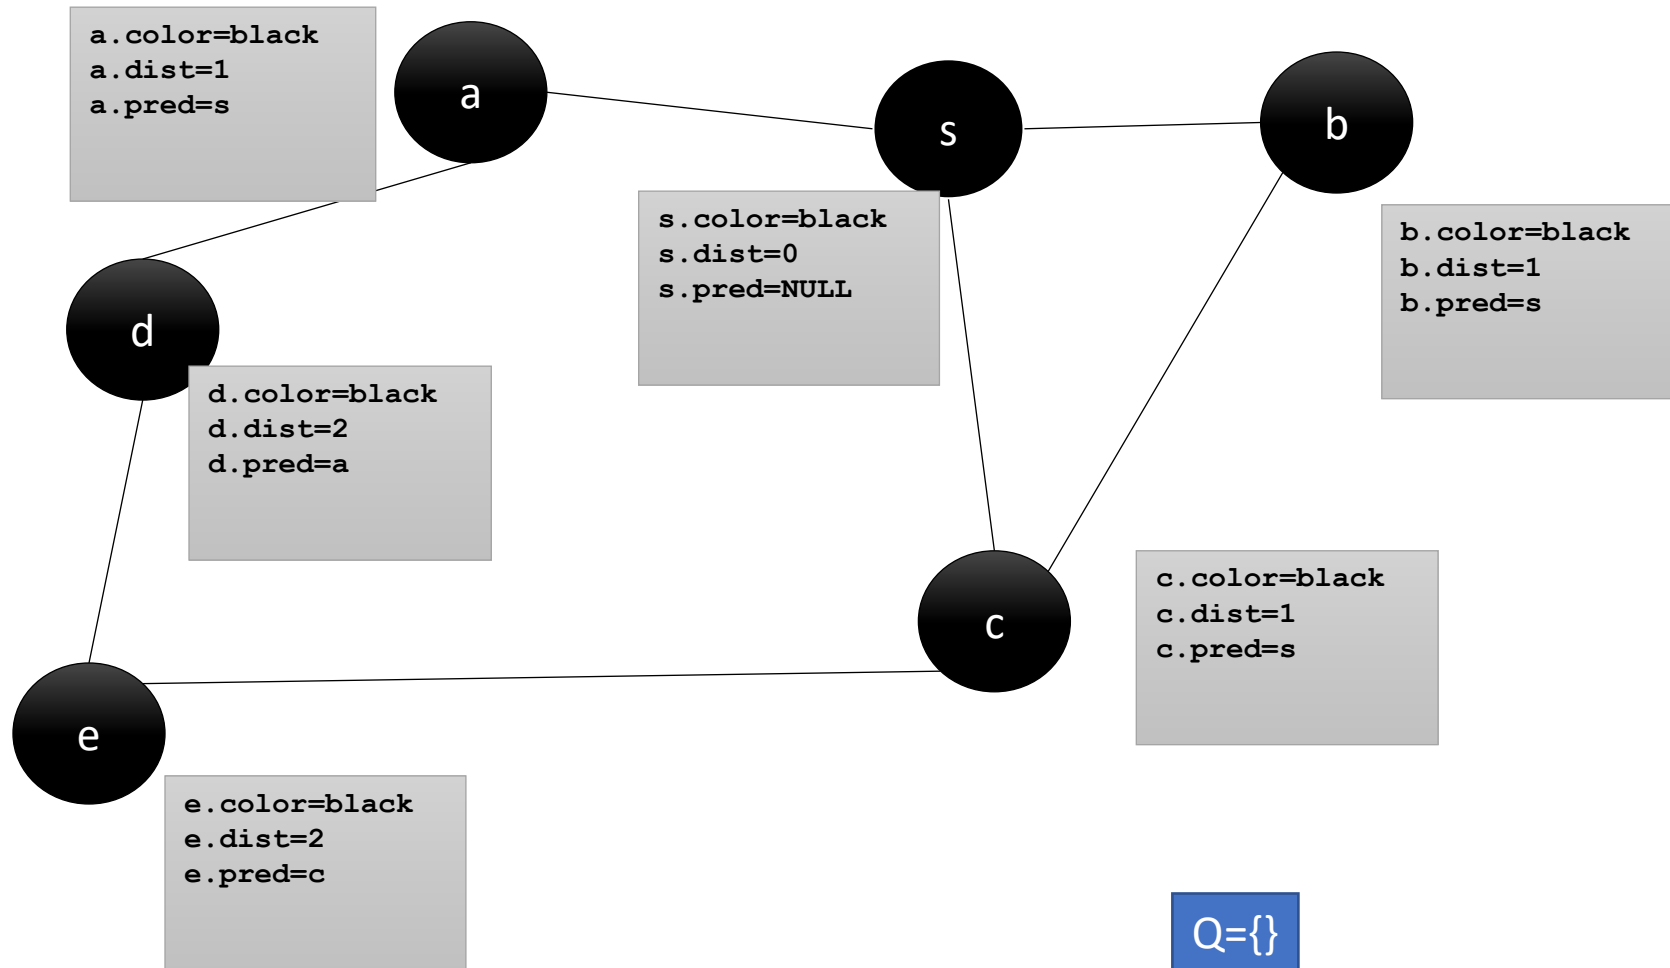 a.color=black
a.dist=1
a.pred=s
a
s
b
s.color=black
s.dist=0
s.pred=NULL
b.color=black
b.dist=1
b.pred=s
d
d.color=black
d.dist=2
d.pred=a
c
c.color=black
c.dist=1
c.pred=s
e
e.color=black
e.dist=2
e.pred=c
Q={}